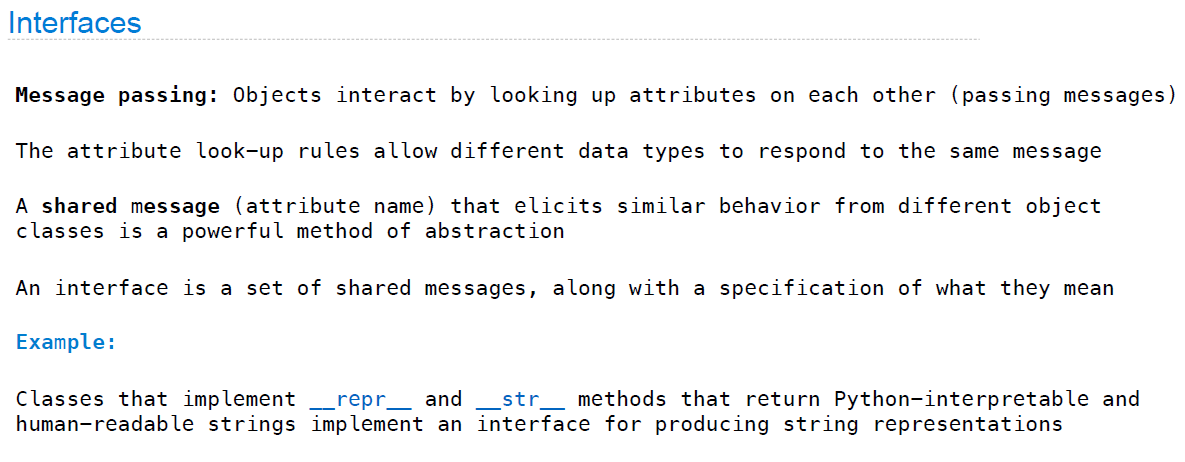 Interfaces
Message passing: Objects interact by looking up attributes on each other (passing messages)
The attribute look-up rules allow different data types to respond to the same message
A shared message (attribute name) that elicits similar behavior from different object
classes is a powerful method of abstraction
An interface is a set of shared messages, along with a specification of what they mean
Example:
Classes that implement __repr__ and __str__ methods that return Python-interpretable and
human-readable strings implement an interface for producing string representations